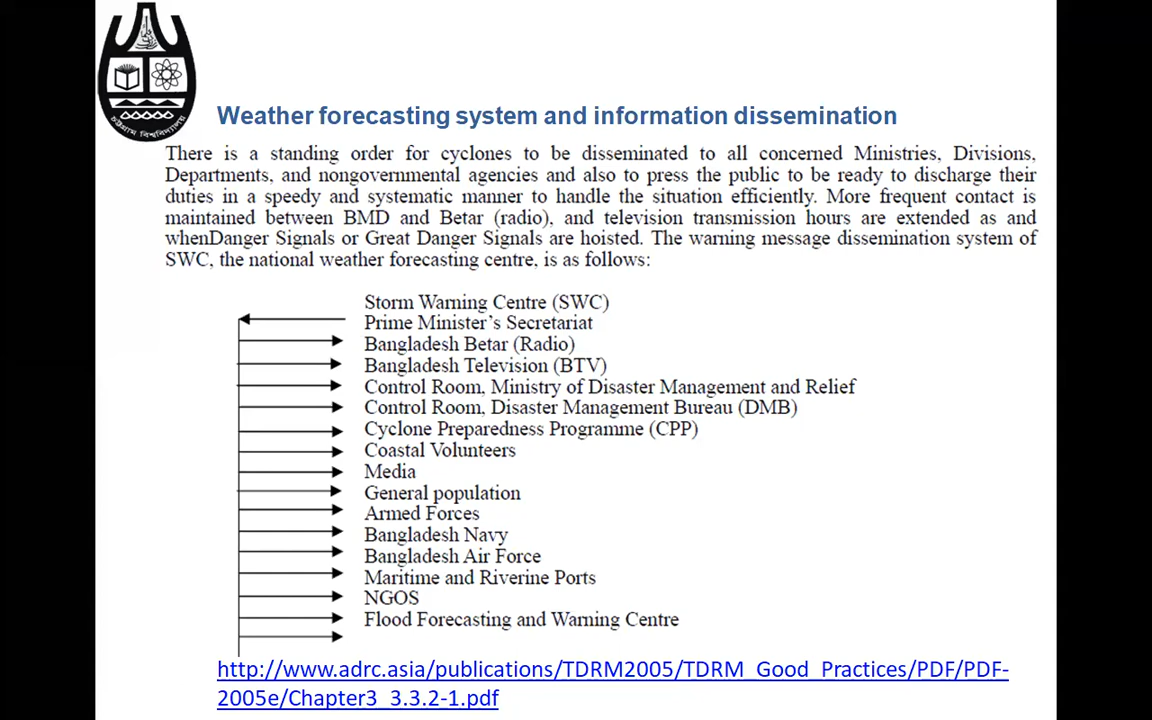 চট্টগ্রাম বিশ্ববিদ্যালয়
Weather forecasting system and information dissemination
There is a standing order for cyclones to be disseminated to all concerned Ministries, Divisions,
Departments, and nongovernmental agencies and also to press the public to be ready to discharge their
duties in a speedy and systematic manner to handle the situation efficiently. More frequent contact is
maintained between BMD and Betar (radio), and television transmission hours are extended as and
whenDanger Signals or Great Danger Signals are hoisted. The warning message dissemination system of
SWC, the national weather forecasting centre, is as follows:
Storm Warning Centre (SWC)
Prime Minister's Secretariat
Bangladesh Betar (Radio)
Bangladesh Television (BTV)
Control Room, Ministry of Disaster Management and Relief
Control Room, Disaster Management Bureau (DMB)
Cyclone Preparedness Programme (CPP)
Coastal Volunteers
Media
General population
Armed Forces
Bangladesh Navy
Bangladesh Air Force
Maritime and Riverine Ports
NGOS
Flood Forecasting and Warning Centre
http://www.adrc.asia/publications/TDRM2005/TDRM_Good_Practices/PDF/PDF-
2005e/Chapter3_3.3.2-1.pdf